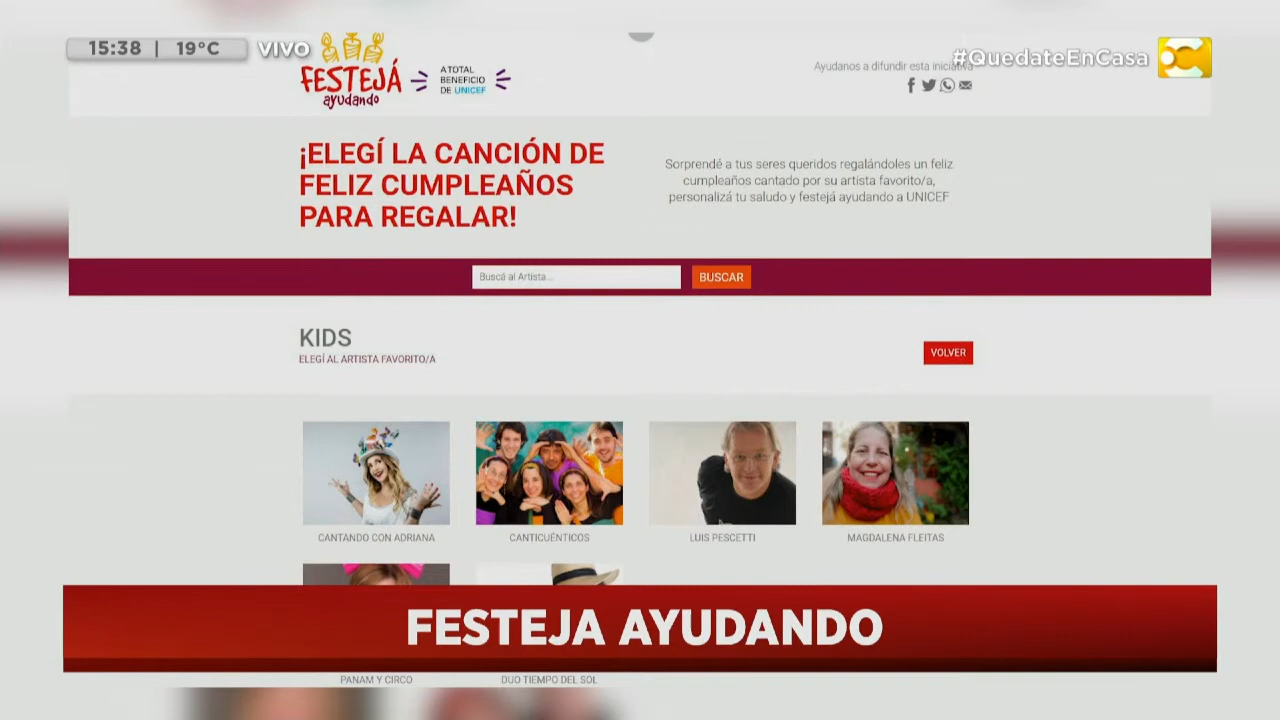 15:38 | 19°C
VIVO
#QuedateEnCasa
FESTEJÁ
ayudando
A TOTAL
BENEFICIO
DE UNICEF
Ayudanos a difundir esta iniciativa
¡ELEGÍ LA CANCIÓN DE
FELIZ CUMPLEAÑOS
PARA REGALAR!
Sorprendé a tus seres queridos regalándoles un feliz
cumpleaños cantado por su artista favorito/a,
personalizá tu saludo y festejá ayudando a UNICEF
Buscá al Artista...
BUSCAR
KIDS
ELEGÍ AL ARTISTA FAVORITO/A
VOLVER
CANTANDO CON ADRIANA
CANTICUÉNTICOS
LUIS PESCETTI
MAGDALENA FLEITAS
FESTEJA AYUDANDO
PANAM Y CIRCO
DUO TIEMPO DEL SOL